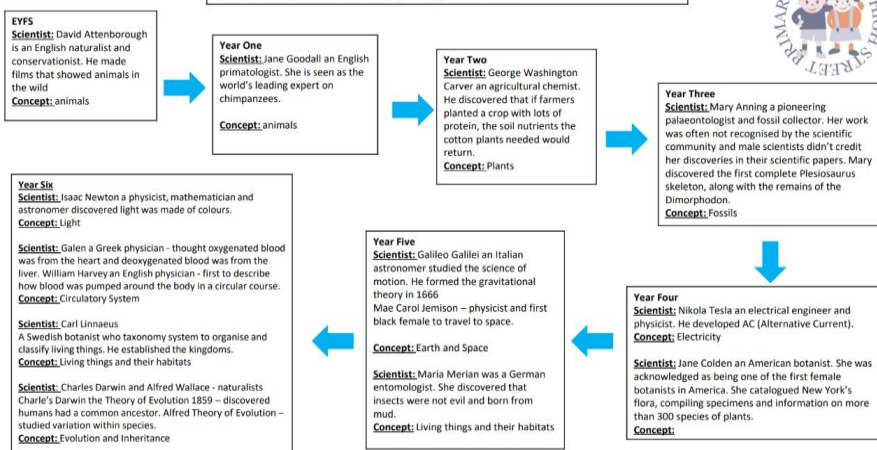 EYFS
Scientist: David Attenborough
is an English naturalist and
conservationist. He made
films that showed animals in
the wild
Concept: animals
Year One
Scientist: Jane Goodall an English
primatologist. She is seen as the
world's leading expert on
chimpanzees.
Concept: animals
Year Two
Scientist: George Washington
Carver an agricultural chemist.
He discovered that if farmers
planted a crop with lots of
protein, the soil nutrients the
cotton plants needed would
return.
Concept: Plants
Year Three
Scientist: Mary Anning a pioneering
palaeontologist and fossil collector. Her work
was often not recognised by the scientific
community and male scientists didn't credit
her discoveries in their scientific papers. Mary
discovered the first complete Plesiosaurus
skeleton, along with the remains of the
Dimorphodon.
Concept: Fossils
Year Four
Scientist: Nikola Tesla an electrical engineer and
physicist. He developed AC (Alternative Current).
Concept: Electricity
Scientist: Jane Colden an American botanist. She was
acknowledged as being one of the first female
botanists in America. She catalogued New York's
flora, compiling specimens and information on more
than 300 species of plants.
Concept:
Year Five
Scientist: Galileo Galilei an Italian
astronomer studied the science of
motion. He formed the gravitational
theory in 1666
Mae Carol Jemison – physicist and first
black female to travel to space.
Concept: Earth and Space
Scientist: Maria Merian was a German
entomologist. She discovered that
insects were not evil and born from
mud.
Concept: Living things and their habitats
Year Six
Scientist: Isaac Newton a physicist, mathematician and
astronomer discovered light was made of colours.
Concept: Light
Scientist: Galen a Greek physician - thought oxygenated blood
was from the heart and deoxygenated blood was from the
liver. William Harvey an English physician - first to describe
how blood was pumped around the body in a circular course.
Concept: Circulatory System
Scientist: Carl Linnaeus
A Swedish botanist who taxonomy system to organise and
classify living things. He established the kingdoms.
Concept: Living things and their habitats
Scientist: Charles Darwin and Alfred Wallace - naturalists
Charle's Darwin the Theory of Evolution 1859 – discovered
humans had a common ancestor. Alfred Theory of Evolution –
studied variation within species.
Concept: Evolution and Inheritance
STREET